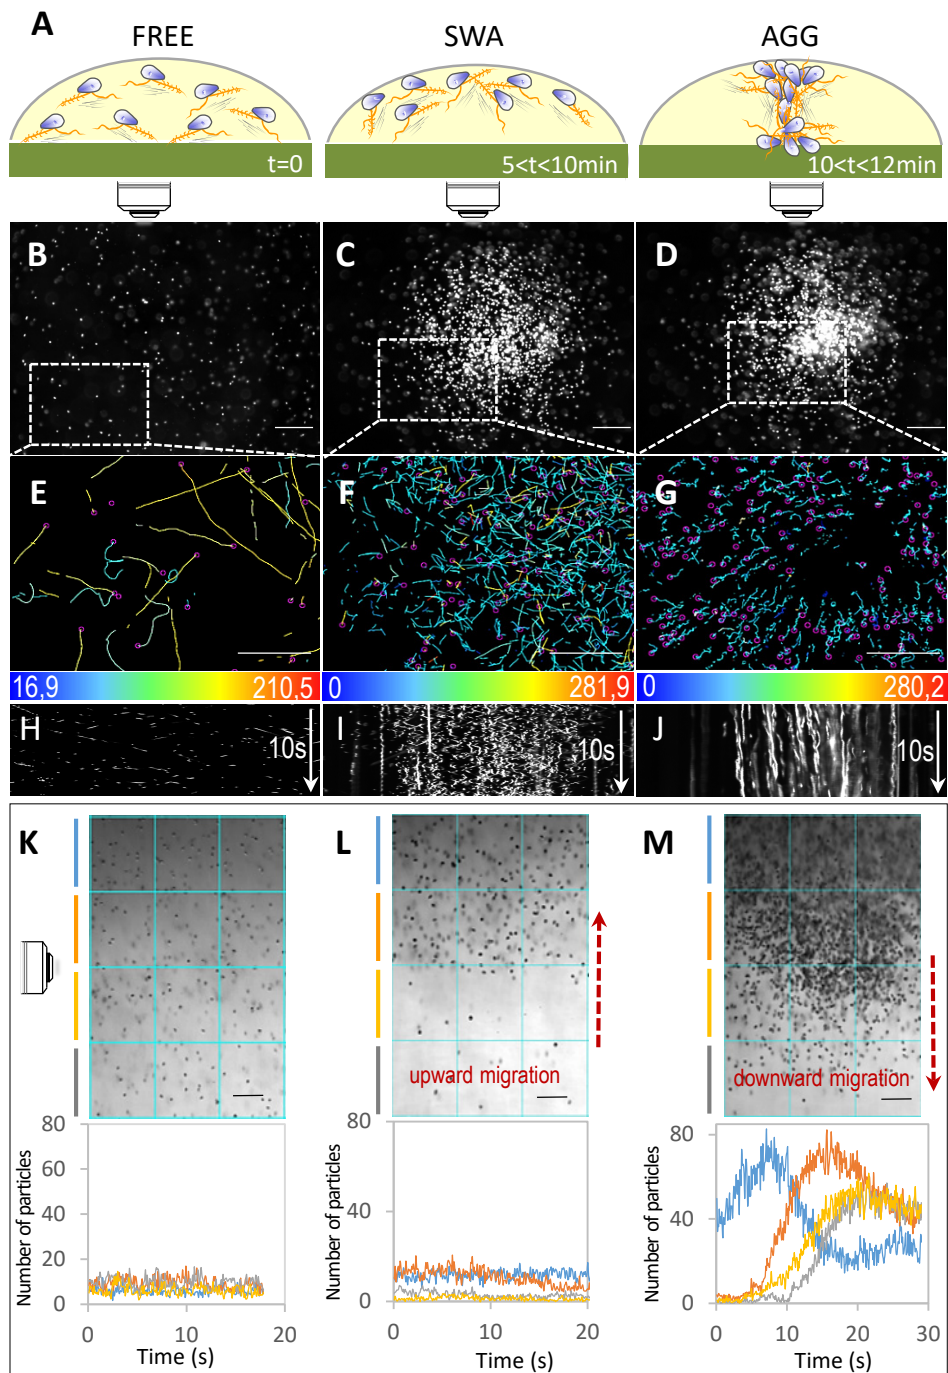 A
FREE
SWA
AGG
t=0
5<t<10min
10<t<12min
B
C
D
E
F
G
16,9
210,5
0
281,9
0
280,2
H
10s
I
10s
J
10s
K
L
M
upward migration
downward migration
Number of particles
80
60
40
20
0
0
10
20
Time (s)
Number of particles
80
40
0
0
10
20
Time (s)
Number of particles
80
40
0
0
10
20
30
Time (s)